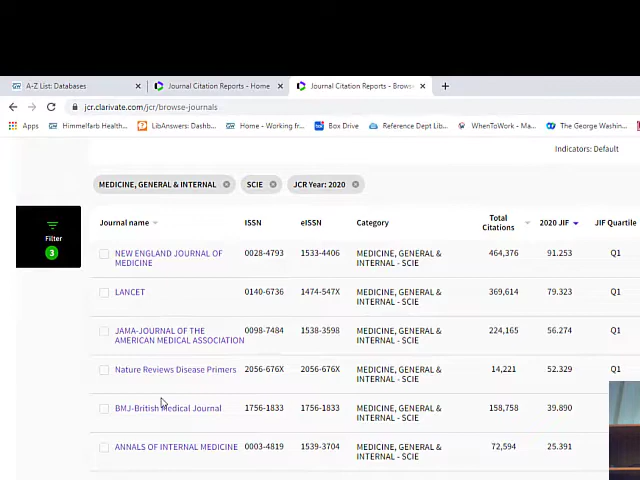 A-Z List: Databases
Journal Citation Reports - Home
Journal Citation Reports - Brows
jcr.clarivate.com/jcr/browse-journals
Apps Himmelfarb Health... LibAnswers: Dashb... Home - Working fr... Box Drive Reference Dept Lib... WhenToWork - Ma... The George Washin...
Indicators: Default
MEDICINE, GENERAL & INTERNAL SCIE JCR Year: 2020
Filter
3
Journal name ISSN eISSN Category Total Citations 2020 JIF JIF Quartile
NEW ENGLAND JOURNAL OF MEDICINE 0028-4793 1533-4406 MEDICINE, GENERAL & INTERNAL - SCIE 464,376 91.253 Q1
LANCET 0140-6736 1474-547X MEDICINE, GENERAL & INTERNAL - SCIE 369,614 79.323 Q1
JAMA-JOURNAL OF THE AMERICAN MEDICAL ASSOCIATION 0098-7484 1538-3598 MEDICINE, GENERAL & INTERNAL - SCIE 224,165 56.274 Q1
Nature Reviews Disease Primers 2056-676X 2056-676X MEDICINE, GENERAL & INTERNAL - SCIE 14,221 52.329 Q1
BMJ-British Medical Journal 1756-1833 1756-1833 MEDICINE, GENERAL & INTERNAL - SCIE 158,758 39.890
ANNALS OF INTERNAL MEDICINE 0003-4819 1539-3704 MEDICINE, GENERAL & INTERNAL - SCIE 72,594 25.391